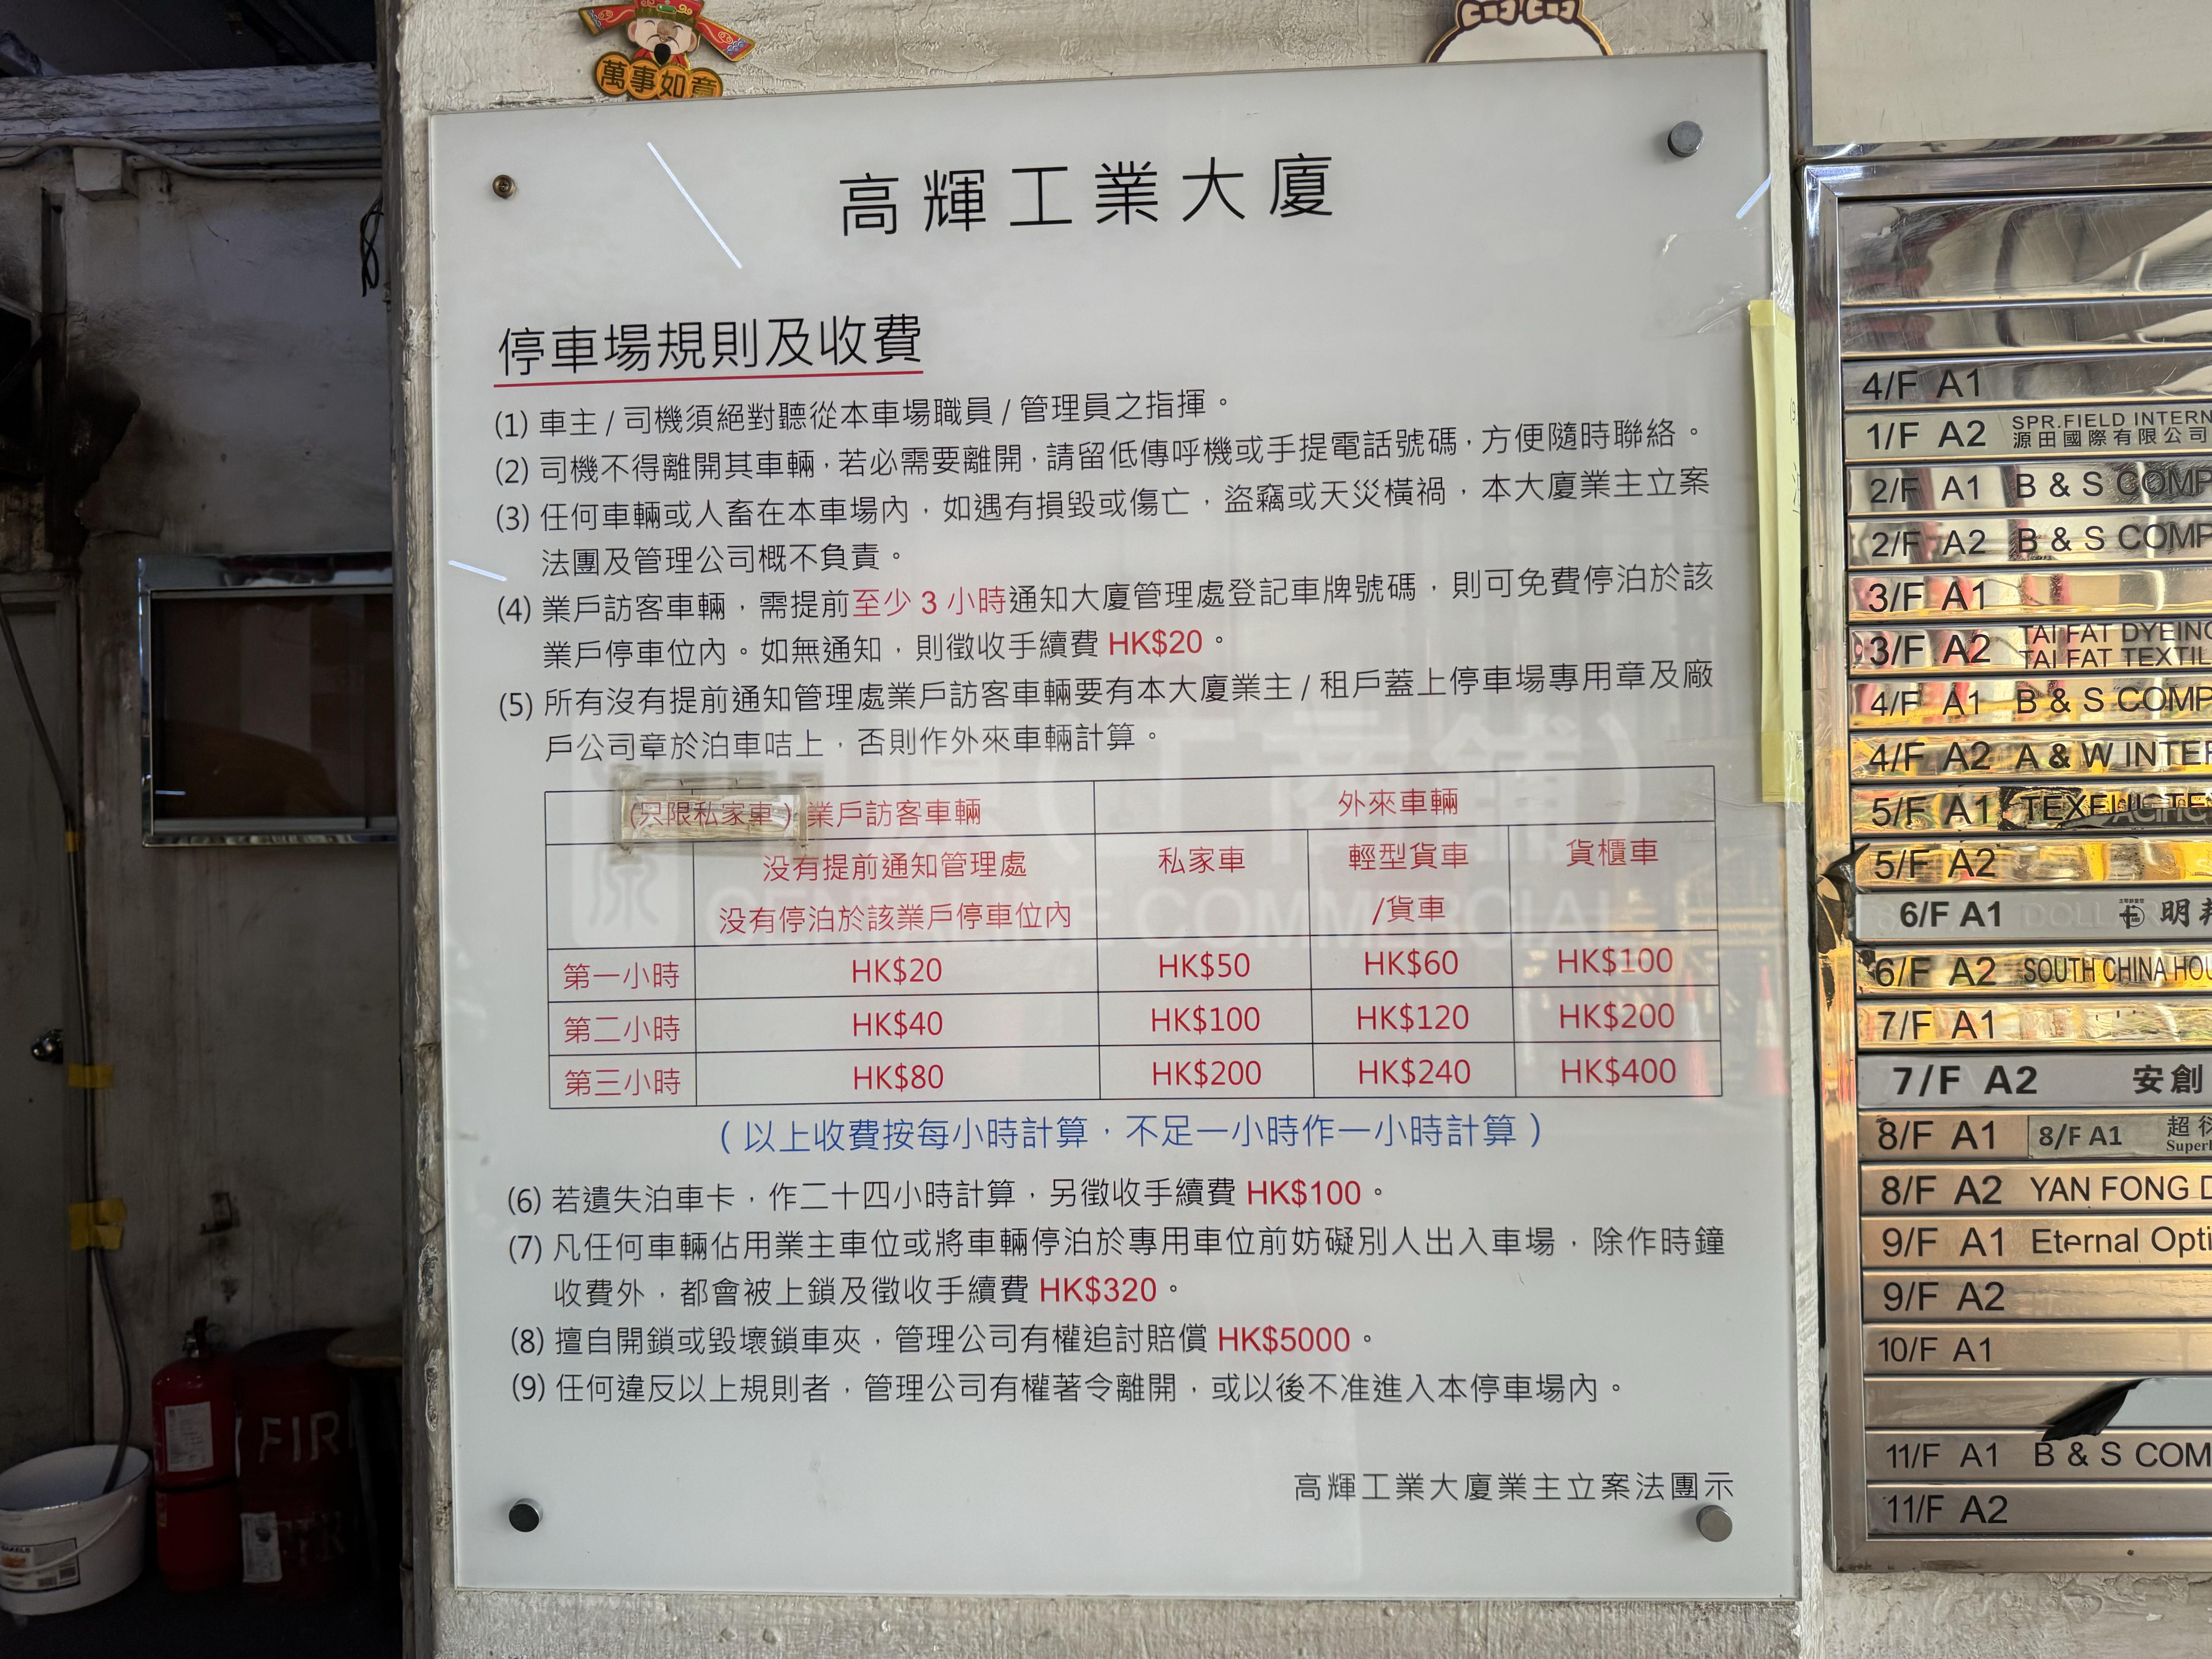 萬事如意
高輝工業大廈
停車場規則及收費
(1) 車主 / 司機須絕對聽從本車場職員 / 管理員之指揮。
(2) 司機不得離開其車輛，若必需要離開，請留低傳呼機或手提電話號碼，方便隨時聯絡。
(3) 任何車輛或人畜在本車場內，如遇有損毀或傷亡，盜竊或天災橫禍，本大廈業主立案
法團及管理公司概不負責。
(4) 業戶訪客車輛，需提前至少 3 小時通知大廈管理處登記車牌號碼，則可免費停泊於該
業戶停車位內。如無通知，則徵收手續費 HK$20。
(5) 所有沒有提前通知管理處業戶訪客車輛要有本大廈業主 / 租戶蓋上停車場專用章及廠
戶公司章於泊車咭上，否則作外來車輛計算。
(只限私家車) 業戶訪客車輛 外來車輛
没有提前通知管理處 私家車 輕型貨車 貨櫃車
没有停泊於該業戶停車位內 /貨車
第一小時 HK$20 HK$50 HK$60 HK$100
第二小時 HK$40 HK$100 HK$120 HK$200
第三小時 HK$80 HK$200 HK$240 HK$400
( 以上收費按每小時計算，不足一小時作一小時計算 )
(6) 若遺失泊車卡，作二十四小時計算，另徵收手續費 HK$100。
(7) 凡任何車輛佔用業主車位或將車輛停泊於專用車位前妨礙別人出入車場，除作時鐘
收費外，都會被上鎖及徵收手續費 HK$320。
(8) 擅自開鎖或毀壞鎖車夾，管理公司有權追討賠償 HK$5000。
(9) 任何違反以上規則者，管理公司有權著令離開，或以後不准進入本停車場內。
高輝工業大廈業主立案法團示
4/F A1
1/F A2 SPR.FIELD INTERN
源田國際有限公司
2/F A1 B & S COMP
2/F A2 B & S COMP
3/F A1
3/F A2 TAI FAT DYEING
TAI FAT TEXTIL
4/F A1 B & S COMP
4/F A2 A & W INTER
5/F A1
5/F A2
6/F A1 明
6/F A2 SOUTH CHINA HOU
7/F A1
7/F A2 安創
8/F A1 8/F A1 超
Super
8/F A2 YAN FONG
9/F A1 Eternal Opti
9/F A2
10/F A1
11/F A1 B & S COM
11/F A2
FIR